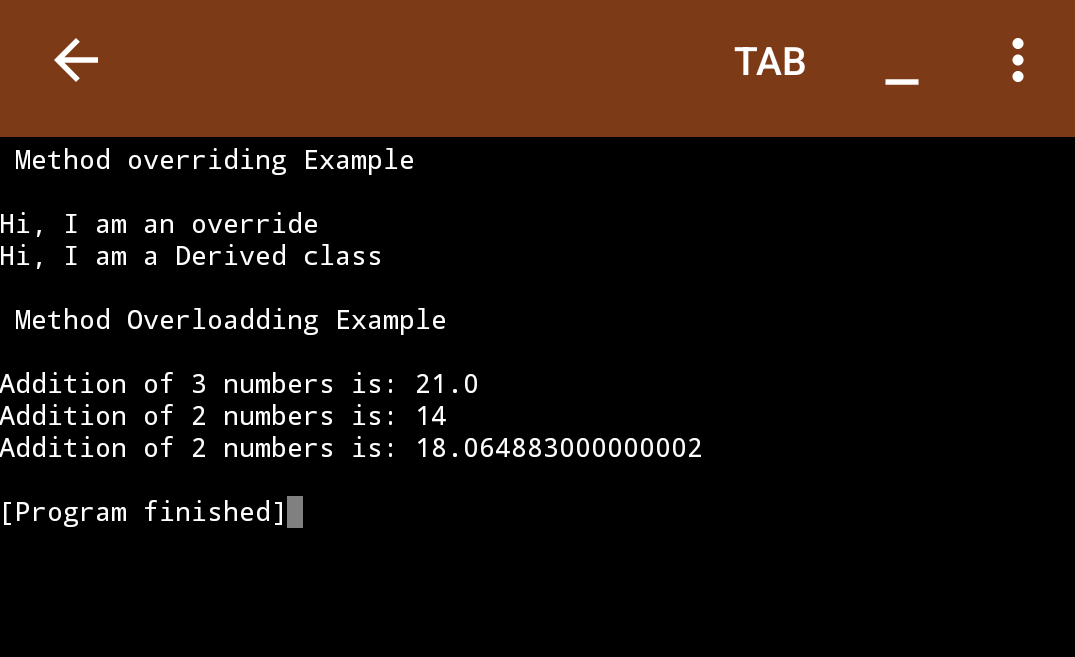 TAB
Method overriding Example
Hi, I am an override
Hi, I am a Derived class
Method Overloadding Example
Addition of 3 numbers is: 21.0
Addition of 2 numbers is: 14
Addition of 2 numbers is: 18.064883000000002
[Program finished]